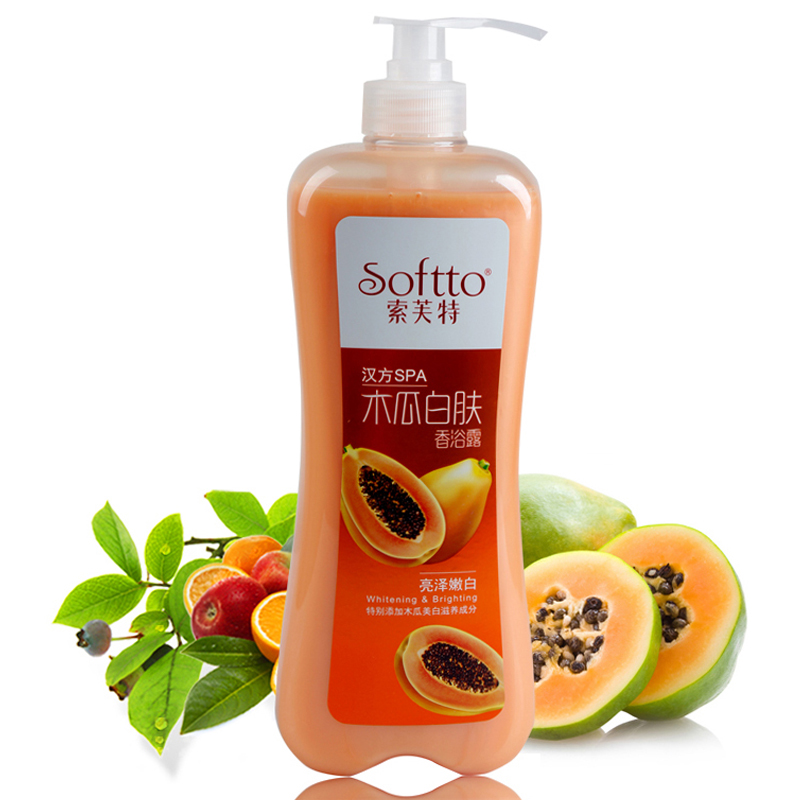 Softto®
索芙特
汉方SPA
木瓜白肤
香浴露
亮泽嫩白
Whitening & Brighting
特别添加木瓜美白滋养成分